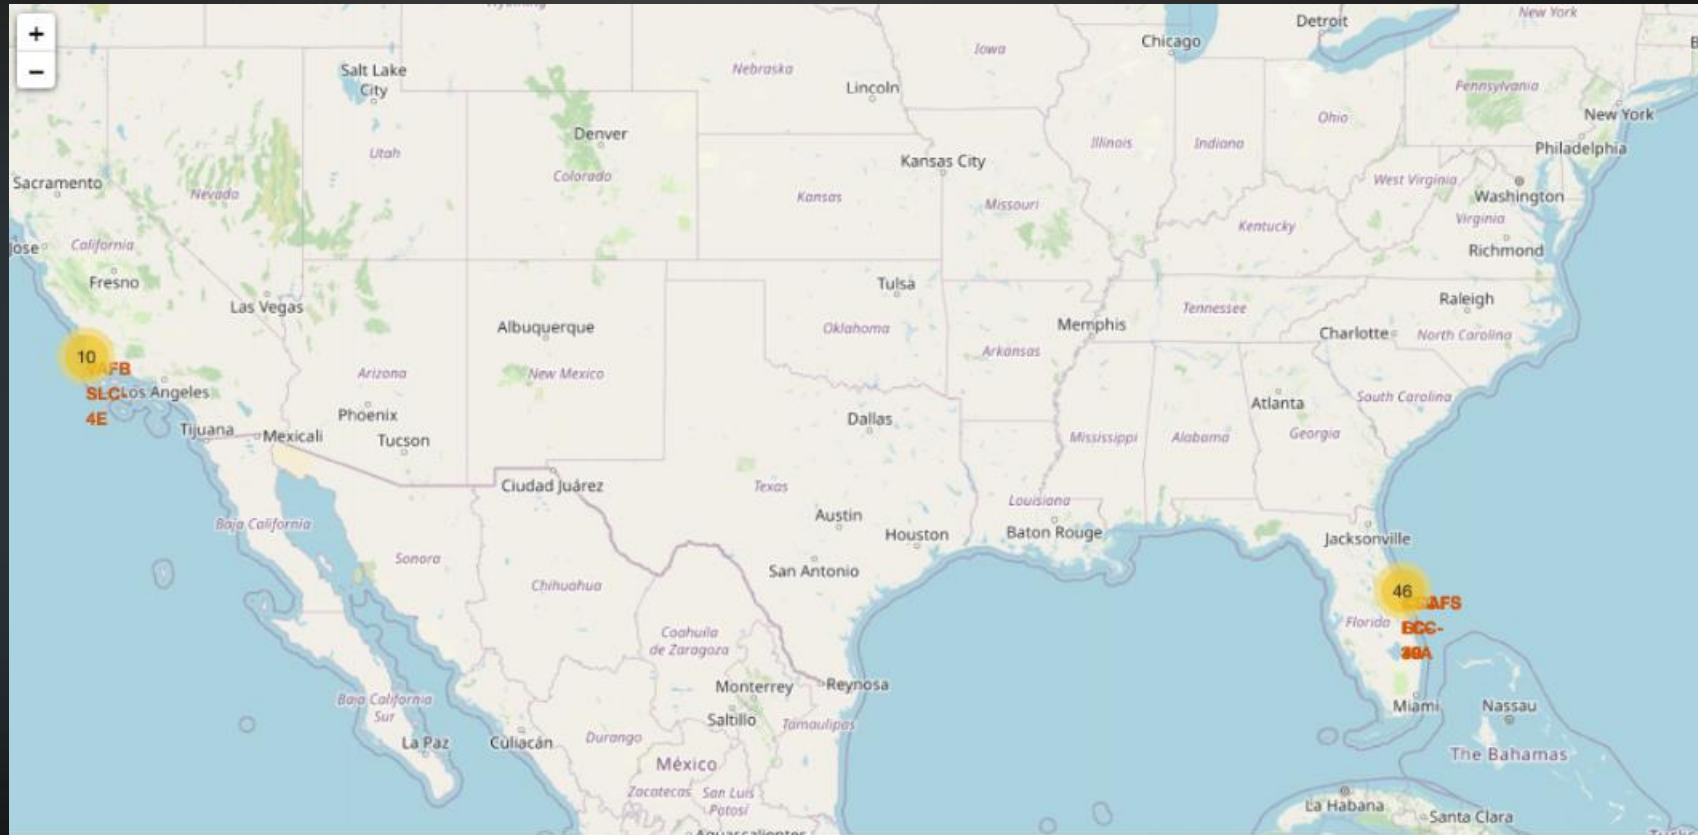 +
−
Detroit
New York
Chicago
Iowa
Salt Lake
City
Nebraska
Lincoln
Pennsylvania
New York
Denver
Ohio
Illinois
Indiana
Philadelphia
Utah
Kansas City
Colorado
Sacramento
Nevada
Kansas
Missouri
West Virginia
Washington
Virginia
Kentucky
California
Richmond
Fresno
Las Vegas
Tulsa
Raleigh
Tennessee
Albuquerque
Oklahoma
Memphis
Charlotte
North Carolina
10
Arkansas
VAFB
SLC-
4E
Los Angeles
Arizona
New Mexico
Phoenix
Dallas
Atlanta
South Carolina
Tijuana
Mexicali
Tucson
Mississippi
Alabama
Georgia
Ciudad Juárez
Texas
Louisiana
Baja California
Austin
Houston
Baton Rouge
Jacksonville
Sonora
Chihuahua
San Antonio
46
Florida
Coahuila
de Zaragoza
Monterrey
Reynosa
Baja California
Sur
Saltillo
Tamaulipas
Miami
Nassau
La Paz
Culiacán
Durango
México
The Bahamas
Zacatecas
San Luis
Potosí
La Habana
Santa Clara
Aguascalientes